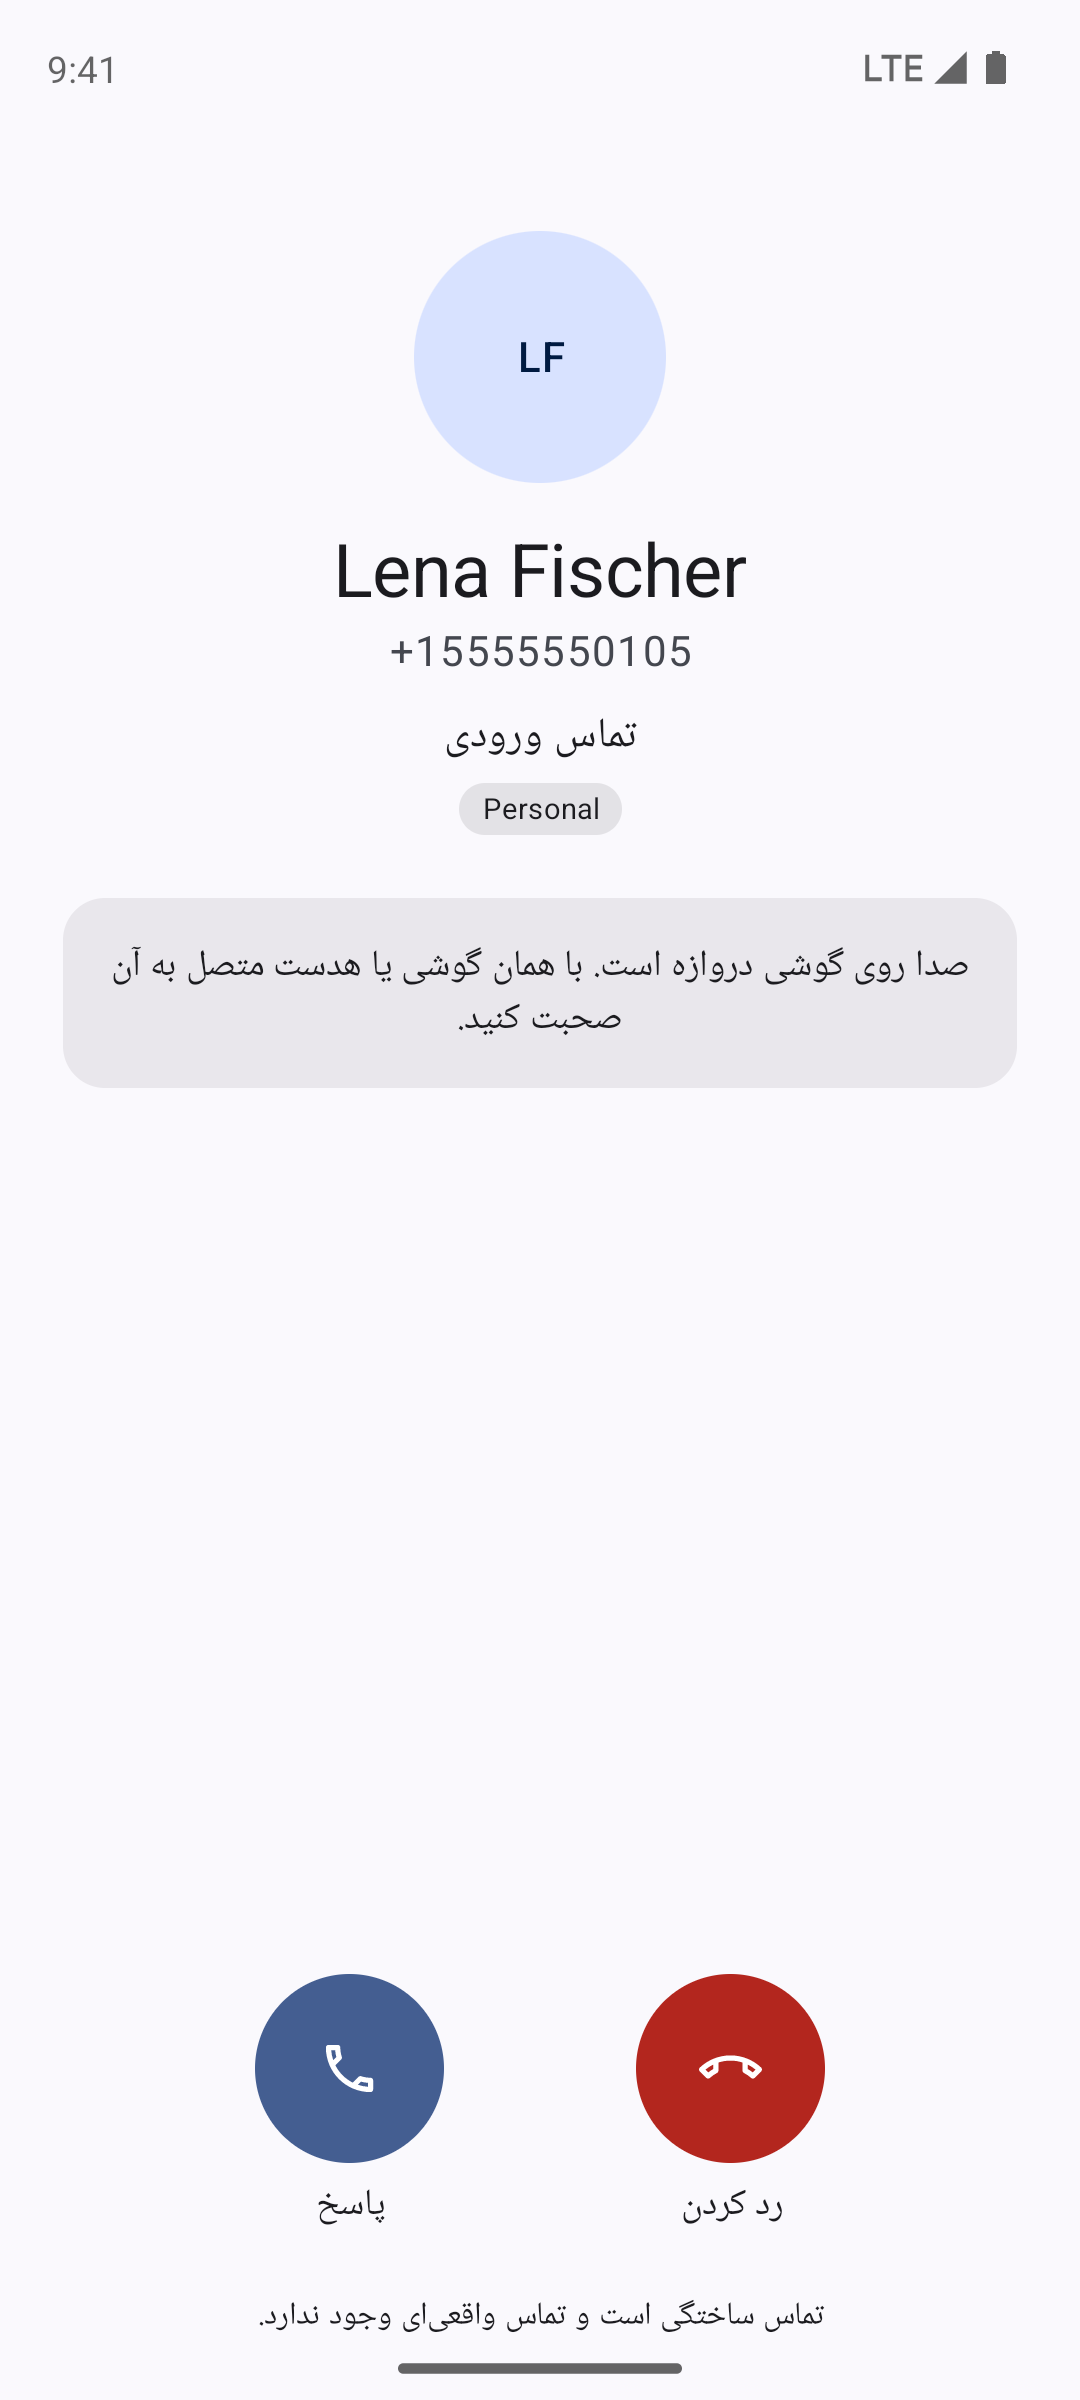 9:41
LTE
LF
Lena Fischer
+15555550105
تماس ورودی
Personal
صدا روی گوشی دروازه است. با همان گوشی یا هدست متصل به آن
صحبت کنید.
پاسخ
رد کردن
تماس ساختگی است و تماس واقعی‌ای وجود ندارد.